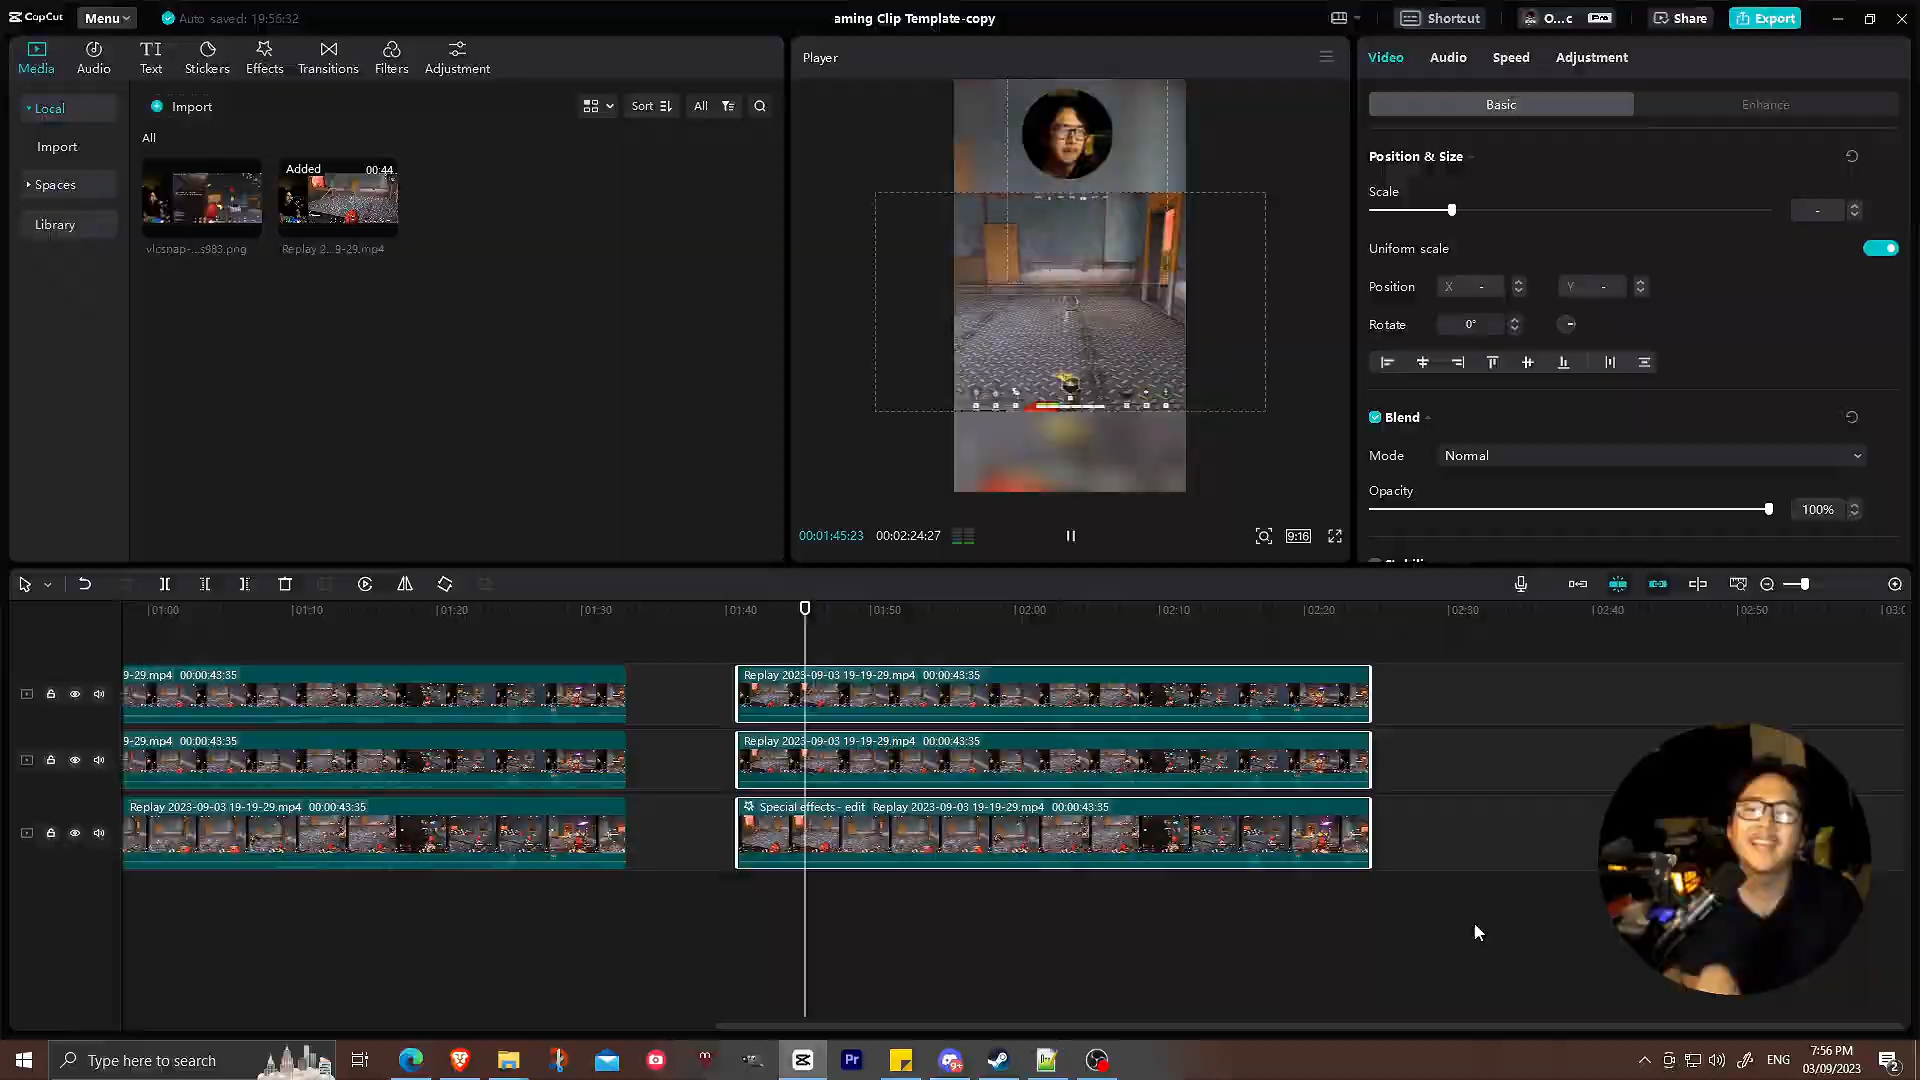 CapCut
Menu
Auto saved: 19:56:32
aming Clip Template-copy
Shortcut
O...c
Pro
Share
Export
Media
Audio
Text
Stickers
Effects
Transitions
Filters
Adjustment
Local
Import
Spaces
Library
Import
Sort
All
All
vlcsnap-...s983.png
Added
00:44
Replay 2...9-29.mp4
Player
00:01:45:23
00:02:24:27
9:16
Video
Audio
Speed
Adjustment
Basic
Enhance
Position & Size
Scale
-
Uniform scale
Position
X
-
Y
-
Rotate
0°
Blend
Mode
Normal
Opacity
100%
01:00
01:10
01:20
01:30
01:40
01:50
02:00
02:10
02:20
02:30
02:40
02:50
9-29.mp4 00:00:43:35
Replay 2023-09-03 19-19-29.mp4 00:00:43:35
9-29.mp4 00:00:43:35
Replay 2023-09-03 19-19-29.mp4 00:00:43:35
Replay 2023-09-03 19-19-29.mp4 00:00:43:35
Special effects - edit Replay 2023-09-03 19-19-29.mp4 00:00:43:35
Type here to search
Pr
9+
ENG
7:56 PM
03/09/2023
2